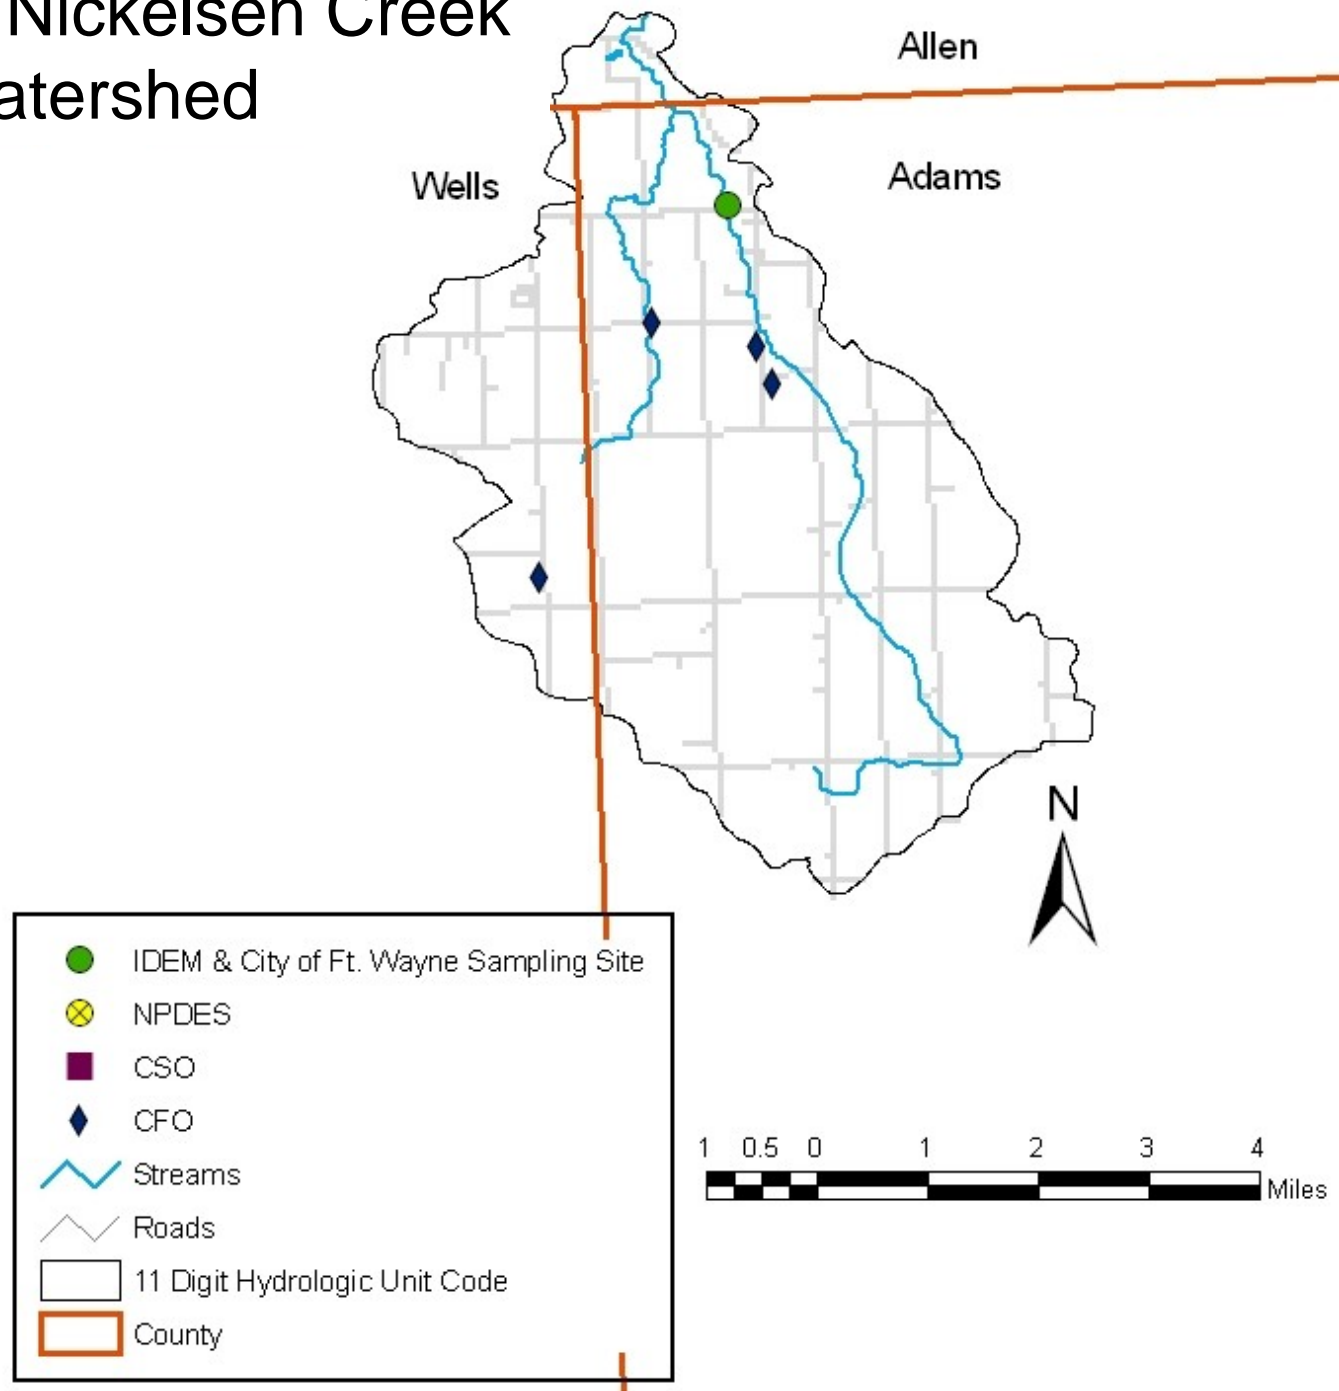 Nickelsen Creek
atershed
Allen
Wells
Adams
N
IDEM & City of Ft. Wayne Sampling Site
NPDES
CSO
CFO
Streams
Roads
11 Digit Hydrologic Unit Code
County
1 0.5 0 1 2 3 4
Miles